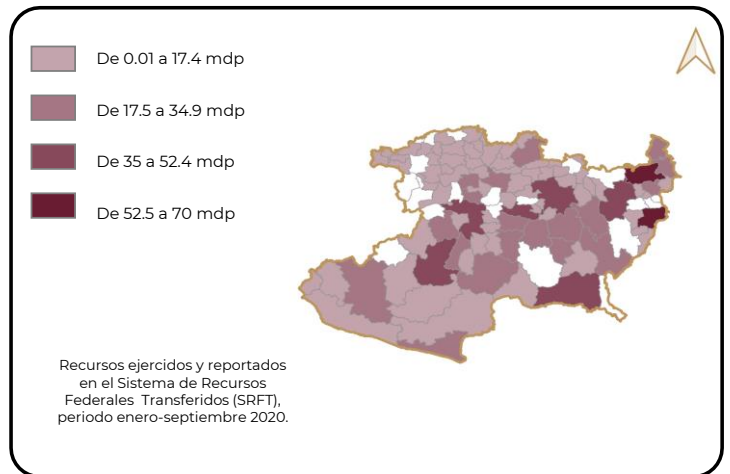 De 0.01 a 17.4 mdp
De 17.5 a 34.9 mdp
De 35 a 52.4 mdp
De 52.5 a 70 mdp
Recursos ejercidos y reportados
en el Sistema de Recursos
Federales Transferidos (SRFT),
periodo enero-septiembre 2020.